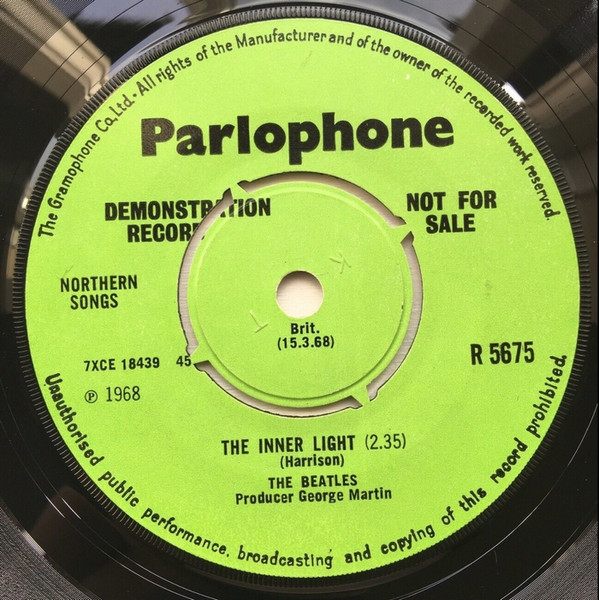 The Gramophone Co. Ltd. - All rights of the Manufacturer and of the owner of the recorded work reserved.
Parlophone
DEMONSTRATION
RECORD
NOT FOR
SALE
NORTHERN
SONGS
K
T
Brit.
(15.3.68)
7XCE 18439 45
R 5675
℗ 1968
THE INNER LIGHT (2.35)
(Harrison)
THE BEATLES
Producer George Martin
Unauthorised public performance, broadcasting and copying of this record prohibited.